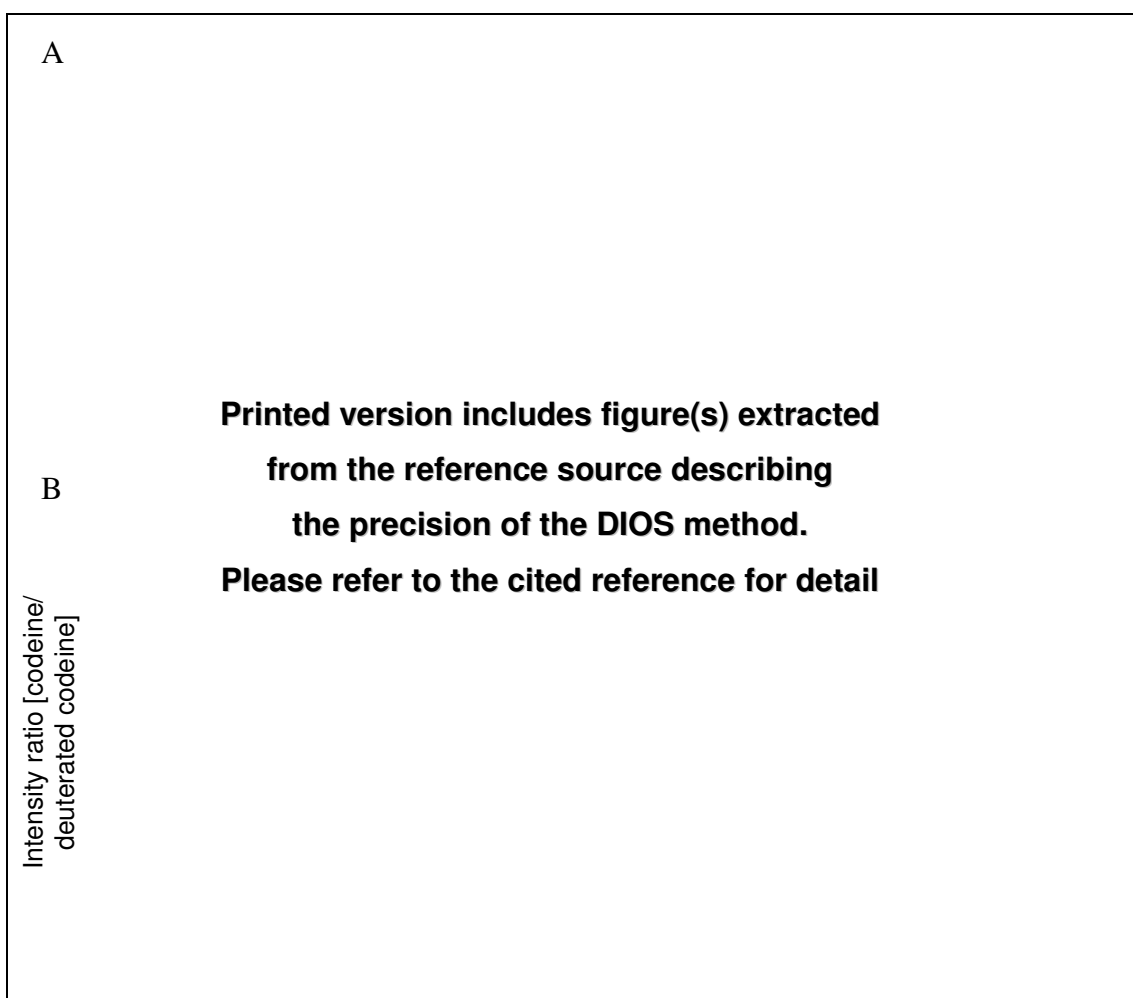 A
Printed version includes figure(s) extracted
from the reference source describing
B
the precision of the DIOS method.
Please refer to the cited reference for detail
Intensity ratio [codeine/
deuterated codeine]